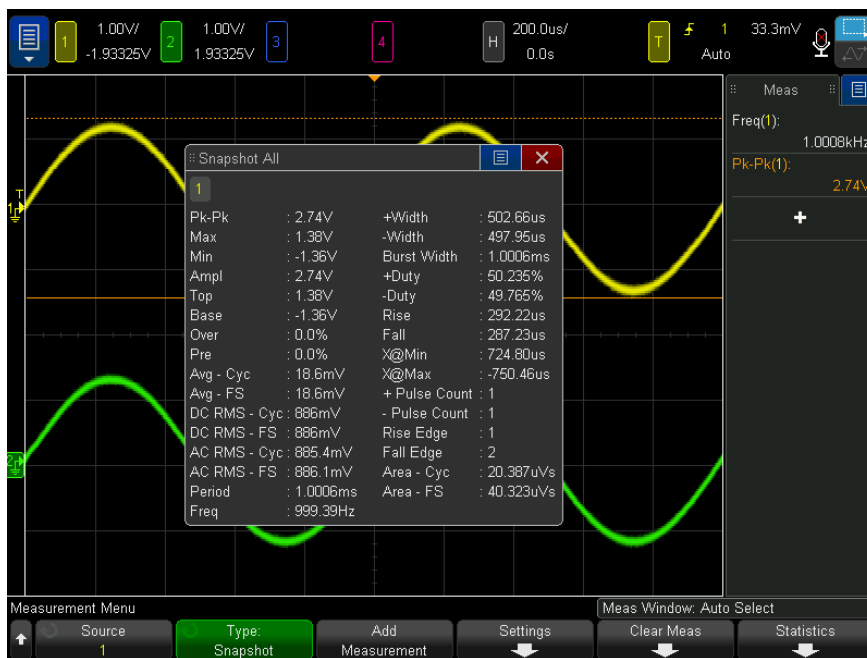 1 1.00V/ 2 1.00V/ 3 4 H 200.0us/ T 1 33.3mV
-1.93325V 1.93325V 0.0s Auto
Meas
Freq(1):
1.0008kHz
Pk-Pk(1):
2.74V
+
T
1
2
Snapshot All
1
Pk-Pk : 2.74V +Width : 502.66us
Max : 1.38V -Width : 497.95us
Min : -1.36V Burst Width : 1.0006ms
Ampl : 2.74V +Duty : 50.235%
Top : 1.38V -Duty : 49.765%
Base : -1.36V Rise : 292.22us
Over : 0.0% Fall : 287.23us
Pre : 0.0% X@Min : 724.80us
Avg - Cyc : 18.6mV X@Max : -750.46us
Avg - FS : 18.6mV + Pulse Count : 1
DC RMS - Cyc : 886mV - Pulse Count : 1
DC RMS - FS : 886mV Rise Edge : 1
AC RMS - Cyc : 885.4mV Fall Edge : 2
AC RMS - FS : 886.1mV Area - Cyc : 20.387uVs
Period : 1.0006ms Area - FS : 40.323uVs
Freq : 999.39Hz
Measurement Menu Meas Window: Auto Select
Source Type: Add Settings Clear Meas Statistics
1 Snapshot Measurement